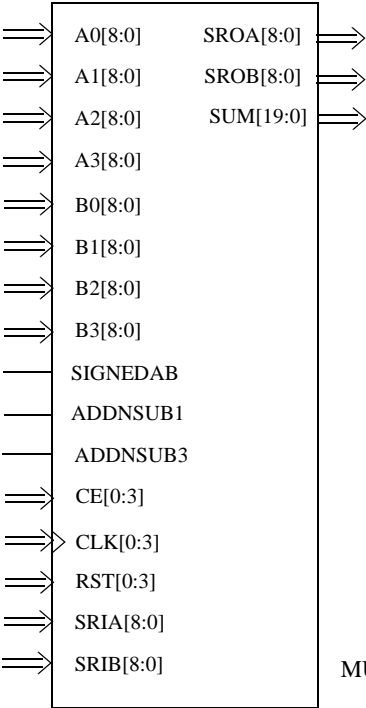 A0[8:0] SROA[8:0]
A1[8:0] SROB[8:0]
A2[8:0] SUM[19:0]
A3[8:0]
B0[8:0]
B1[8:0]
B2[8:0]
B3[8:0]
SIGNEDAB
ADDNSUB1
ADDNSUB3
CE[0:3]
CLK[0:3]
RST[0:3]
SRIA[8:0]
SRIB[8:0]